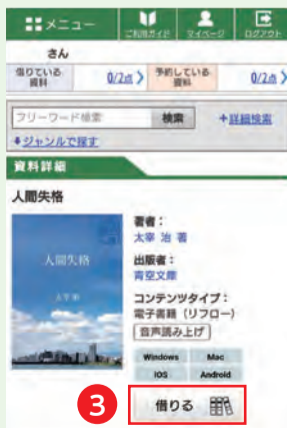 メニュー
ご利用ガイド
マイページ
ログアウト
さん
借りている
資料
0/2点
予約している
資料
0/2点
フリーワード検索
検索
+詳細検索
ジャンルで探す
資料詳細
人間失格
人間失格
太宰 治
著者：
太宰 治 著
出版者：
青空文庫
コンテンツタイプ：
電子書籍（リフロー）
音声読み上げ
Windows
Mac
iOS
Android
3
借りる